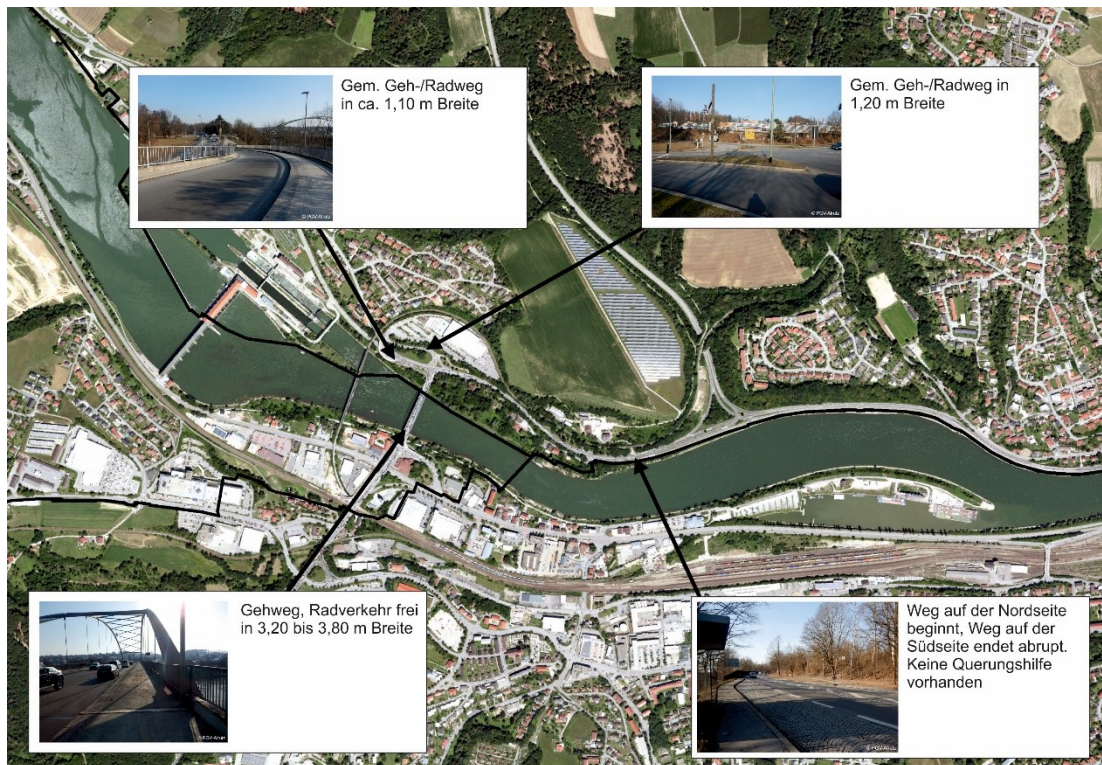 Gem. Geh-/Radweg
in ca. 1,10 m Breite
Gem. Geh-/Radweg in
1,20 m Breite
Gehweg, Radverkehr frei
in 3,20 bis 3,80 m Breite
Weg auf der Nordseite
beginnt, Weg auf der
Südseite endet abrupt.
Keine Querungshilfe
vorhanden